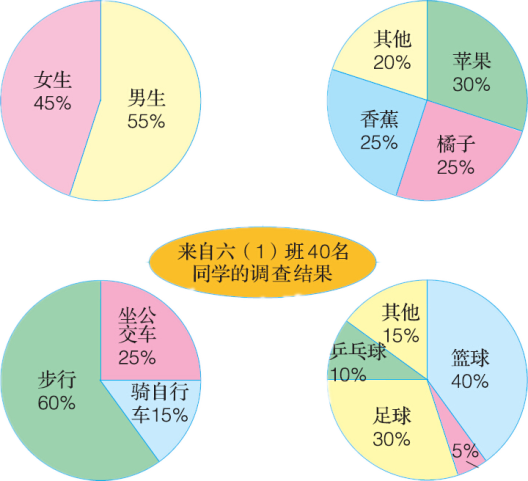 女生
45%
男生
55%
其他
20%
苹果
30%
香蕉
25%
橘子
25%
来自六（1）班40名
同学的调查结果
坐公
交车
25%
步行
60%
骑自行
车15%
其他
15%
乒乓球
10%
篮球
40%
足球
30%
5%